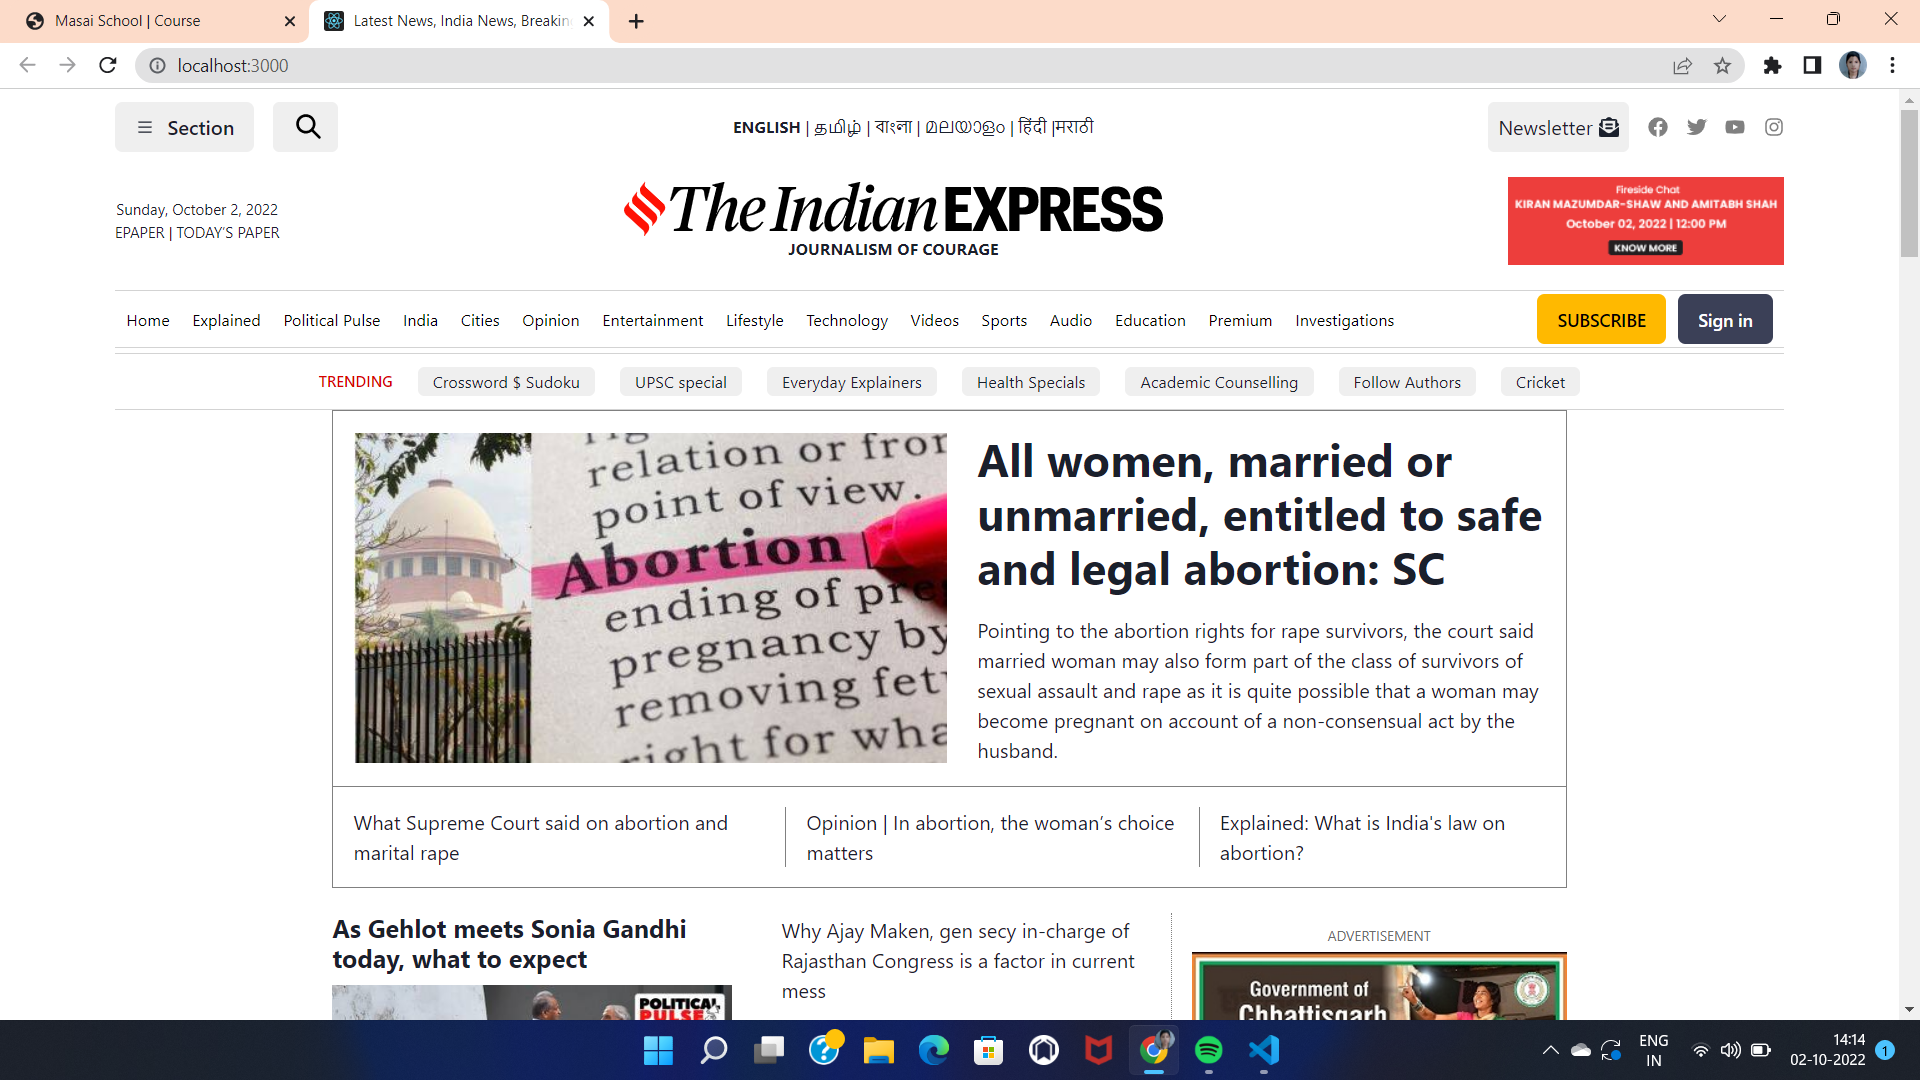 Masai School | Course
Latest News, India News, Breakin
localhost:3000
Section
ENGLISH | தமிழ் | বাংলা | മലയാളം | हिंदी |मराठी
Newsletter
Sunday, October 2, 2022
EPAPER | TODAY'S PAPER
The Indian EXPRESS
JOURNALISM OF COURAGE
Fireside Chat
KIRAN MAZUMDAR-SHAW AND AMITABH SHAH
October 02, 2022 | 12:00 PM
KNOW MORE
Home Explained Political Pulse India Cities Opinion Entertainment Lifestyle Technology Videos Sports Audio Education Premium Investigations
SUBSCRIBE
Sign in
TRENDING Crossword $ Sudoku UPSC special Everyday Explainers Health Specials Academic Counselling Follow Authors Cricket
relation or fror
point of view.
Abortion
ending of pre
pregnancy by
removing fet
right for wha
All women, married or
unmarried, entitled to safe
and legal abortion: SC
Pointing to the abortion rights for rape survivors, the court said
married woman may also form part of the class of survivors of
sexual assault and rape as it is quite possible that a woman may
become pregnant on account of a non-consensual act by the
husband.
What Supreme Court said on abortion and
marital rape
Opinion | In abortion, the woman's choice
matters
Explained: What is India's law on
abortion?
As Gehlot meets Sonia Gandhi
today, what to expect
POLITICAL
PULSE
Why Ajay Maken, gen secy in-charge of
Rajasthan Congress is a factor in current
mess
ADVERTISEMENT
Government of
Chhattisgarh
ENG
IN
14:14
02-10-2022
1